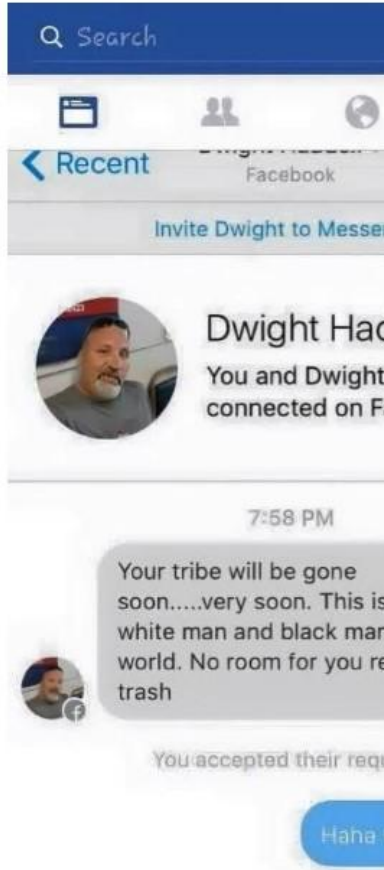 Search
Recent
Facebook
Invite Dwight to Messe
Dwight
You and Dwight
connected on
7:58 PM
Your tribe will be gone
soon.....very soon. This is
white man and black
world. No room for you
trash
You accepted their
Haha